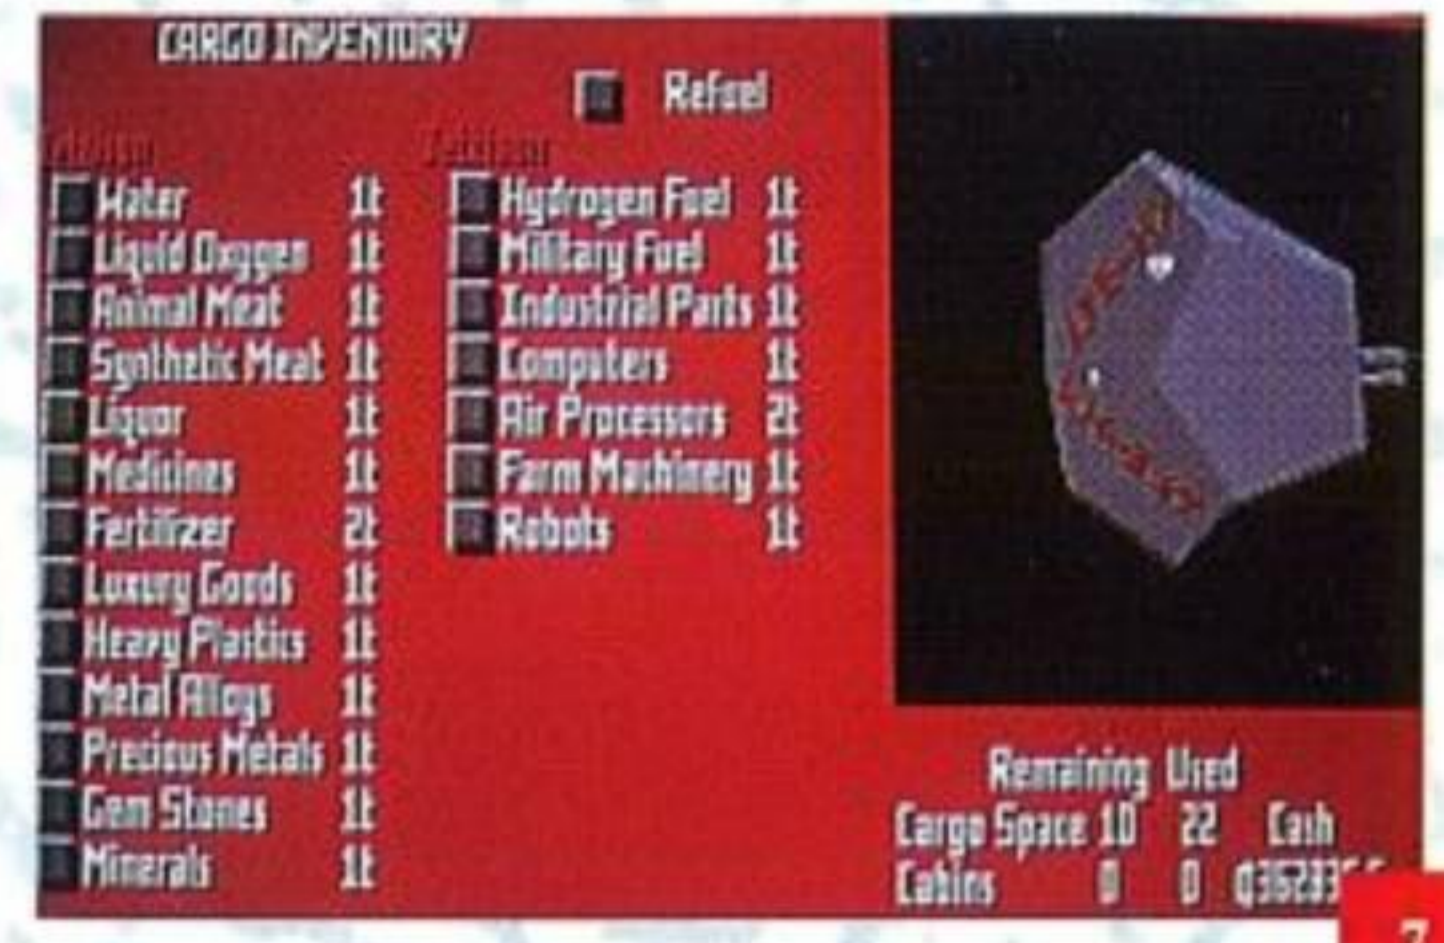 CARGO INVENTORY
Refuel
Jettison Jettison
Water 1t Hydrogen Fuel 1t
Liquid Oxygen 1t Military Fuel 1t
Animal Meat 1t Industrial Parts 1t
Synthetic Meat 1t Computers 1t
Liquor 1t Air Processors 2t
Medicines 1t Farm Machinery 1t
Fertilizer 2t Robots 1t
Luxury Goods 1t
Heavy Plastics 1t
Metal Alloys 1t
Precious Metals 1t
Gem Stones 1t
Minerals 1t
Remaining Used
Cargo Space 10 22 Cash
Cabins 0 0
7